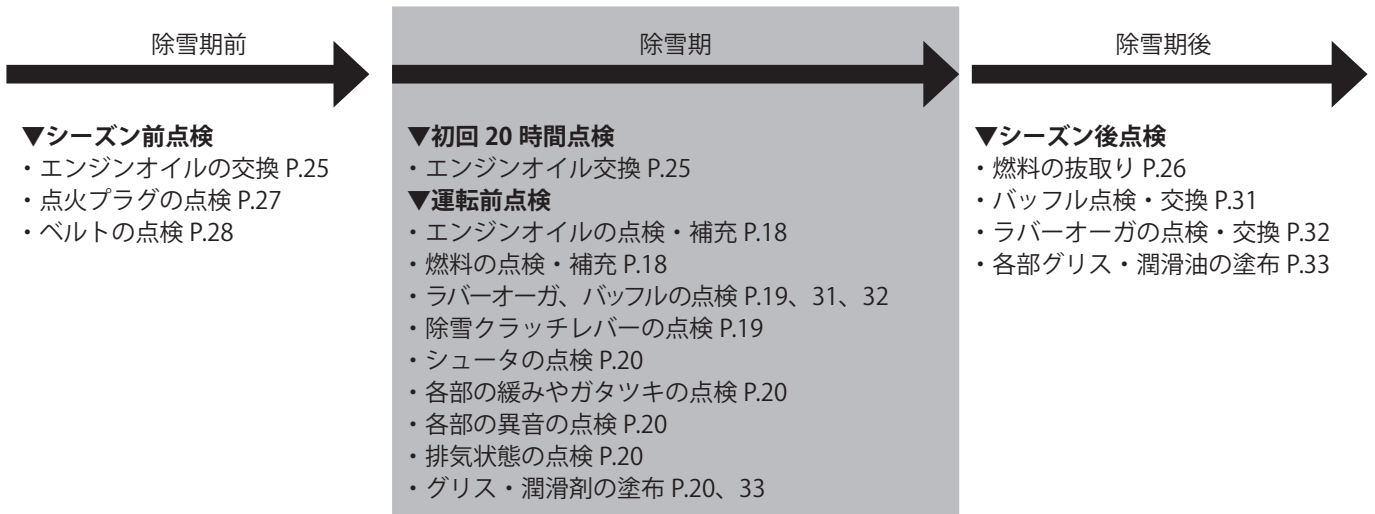 除雪期前
▼シーズン前点検
・エンジンオイルの交換 P.25
・点火プラグの点検 P.27
・ベルトの点検 P.28
除雪期
▼初回 20 時間点検
・エンジンオイル交換 P.25
▼運転前点検
・エンジンオイルの点検・補充 P.18
・燃料の点検・補充 P.18
・ラバーオーガ、バッフルの点検 P.19、31、32
・除雪クラッチレバーの点検 P.19
・シュータの点検 P.20
・各部の緩みやガタツキの点検 P.20
・各部の異音の点検 P.20
・排気状態の点検 P.20
・グリス・潤滑剤の塗布 P.20、33
除雪期後
▼シーズン後点検
・燃料の抜取り P.26
・バッフル点検・交換 P.31
・ラバーオーガの点検・交換 P.32
・各部グリス・潤滑油の塗布 P.33